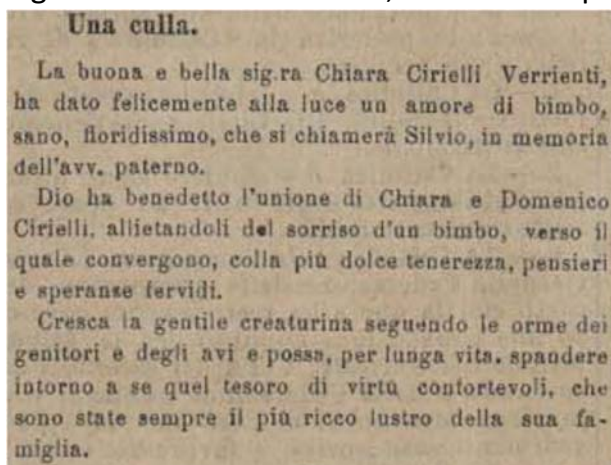 Una culla.
La buona e bella sig.ra Chiara Cirielli Verrienti,
ha dato felicemente alla luce un amore di bimbo,
sano, floridissimo, che si chiamerà Silvio, in memoria
dell'avv. paterno.
Dio ha benedetto l'unione di Chiara e Domenico
Cirielli, allietandoli del sorriso d'un bimbo, verso il
quale convergono, colla più dolce tenerezza, pensieri
e speranze fervidi.
Cresca la gentile creaturina seguendo le orme dei
genitori e degli avi e possa, per lunga vita. spandere
intorno a se quel tesoro di virtù confortevoli, che
sono state sempre il più ricco lustro della sua fa-
miglia.